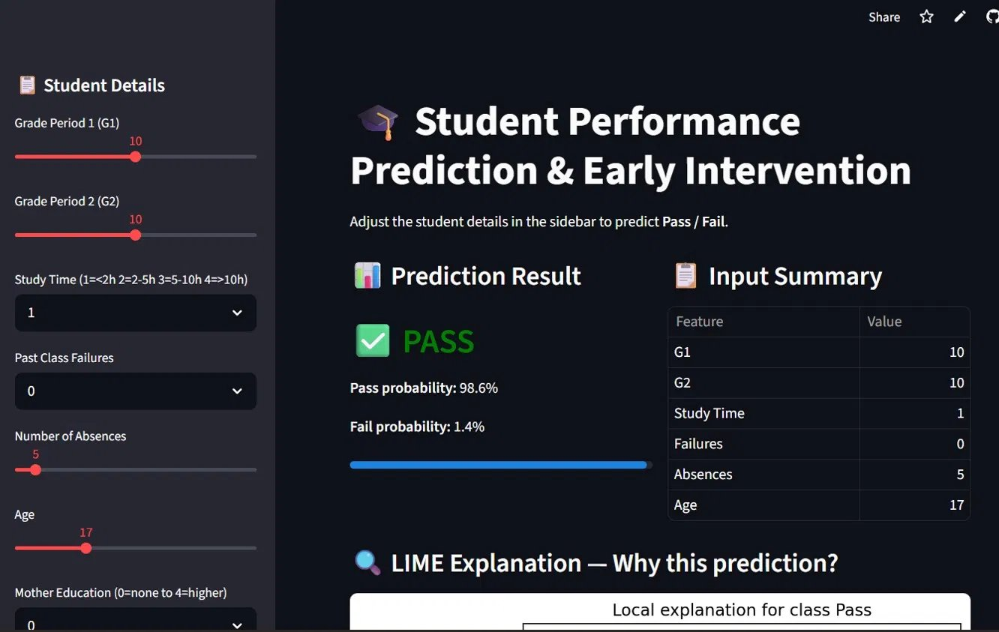 Share
Student Details
Grade Period 1 (G1)
10
Grade Period 2 (G2)
10
Study Time (1=<2h 2=2-5h 3=5-10h 4=>10h)
1
Past Class Failures
0
Number of Absences
5
Age
17
Mother Education (0=none to 4=higher)
0
Student Performance
Prediction & Early Intervention
Adjust the student details in the sidebar to predict Pass / Fail.
Prediction Result
PASS
Pass probability: 98.6%
Fail probability: 1.4%
Input Summary
Feature Value
G1 10
G2 10
Study Time 1
Failures 0
Absences 5
Age 17
LIME Explanation — Why this prediction?
Local explanation for class Pass